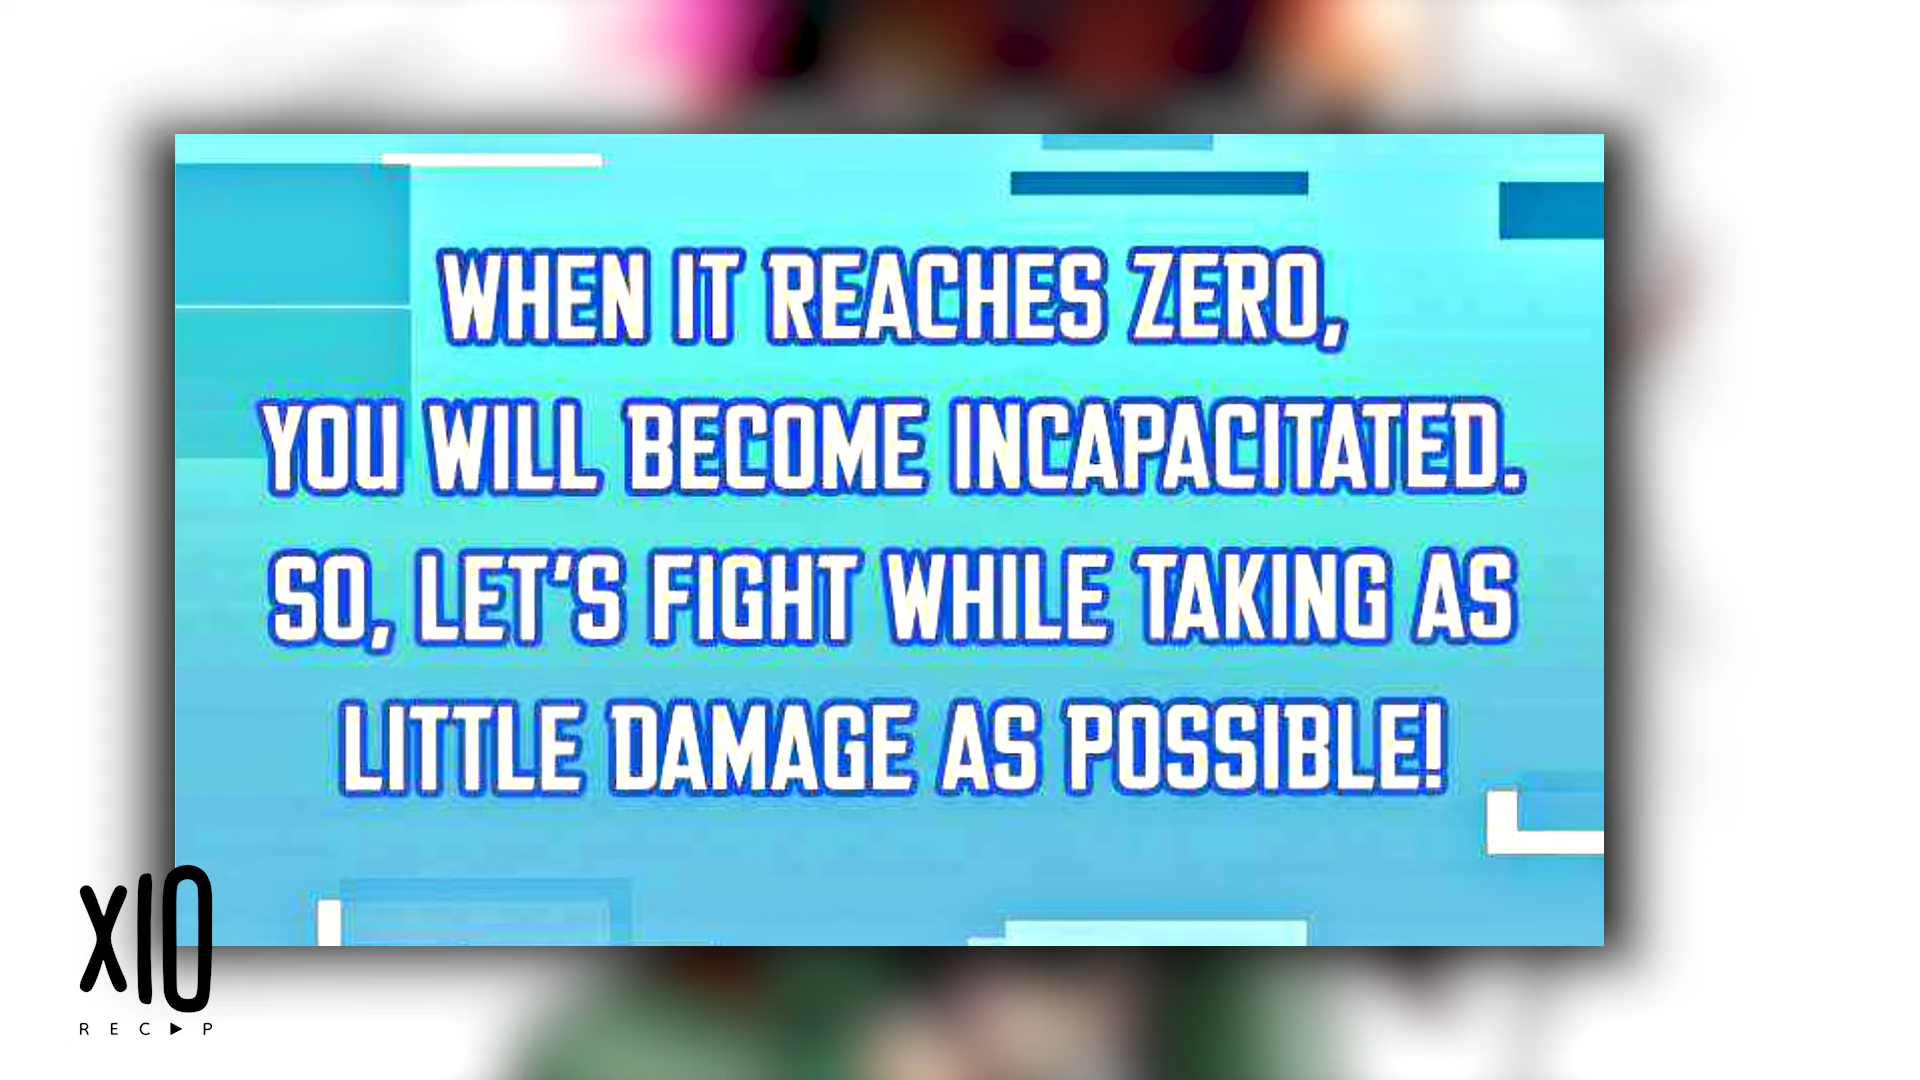 WHEN IT REACHES ZERO,
YOU WILL BECOME INCAPACITATED.
SO, LET'S FIGHT WHILE TAKING AS
LITTLE DAMAGE AS POSSIBLE!
X10
REC▶P